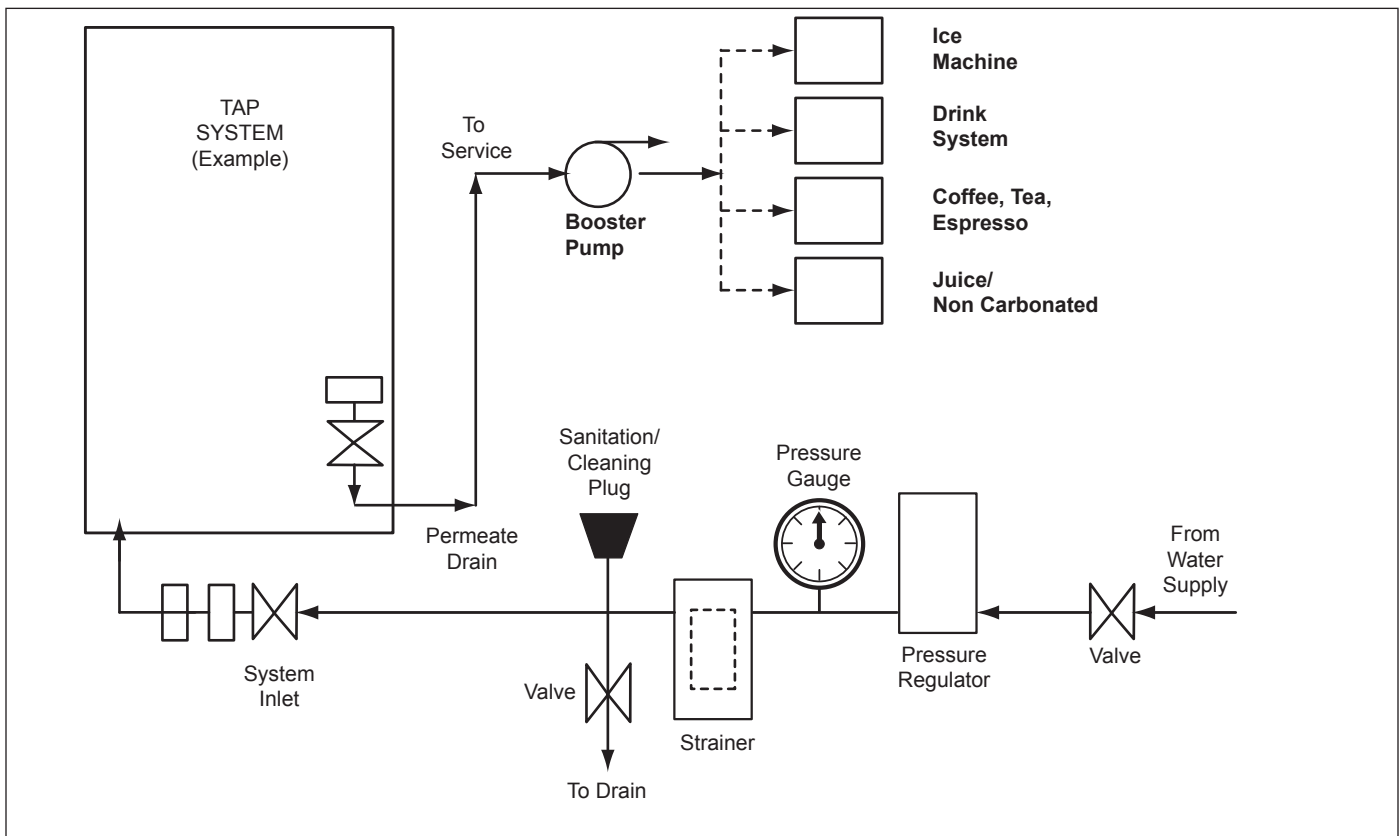 TAP
SYSTEM
(Example)
To
Service
Booster
Pump
Ice
Machine
Drink
System
Coffee, Tea,
Espresso
Juice/
Non Carbonated
Permeate
Drain
Sanitation/
Cleaning
Plug
Pressure
Gauge
From
Water
Supply
System
Inlet
Valve
To Drain
Strainer
Pressure
Regulator
Valve